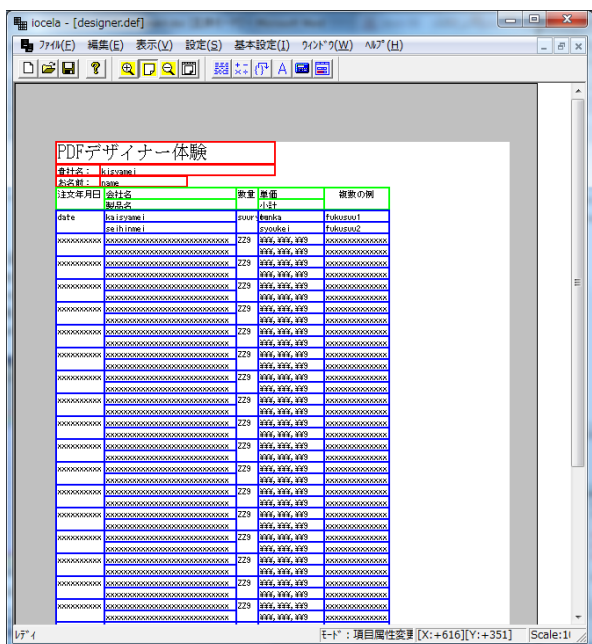 iocela - [designer.def]
ﾌｧｲﾙ(F) 編集(E) 表示(V) 設定(S) 基本設定(I) ｳｨﾝﾄﾞｳ(W) ﾍﾙﾌﾟ(H)
PDFデザイナー体験
貴社名： kisyamei
お名前： name
注文年月日 会社名 数量 単価 複数の例
製品名 小計
date kaisyamei suury tanka fukusuu1
seihinmei syoukei fukusuu2
xxxxxxxxxx xxxxxxxxxxxxxxxxxxxxxxxxxxxx ZZ9 ¥¥¥,¥¥¥,¥¥9 xxxxxxxxxxxxxx
xxxxxxxxxxxxxxxxxxxxxxxxxxxx ¥¥¥,¥¥¥,¥¥9 xxxxxxxxxxxxxx
ﾚﾃﾞｨ ﾓｰﾄﾞ：項目属性変更 [X:+616][Y:+351] Scale:1